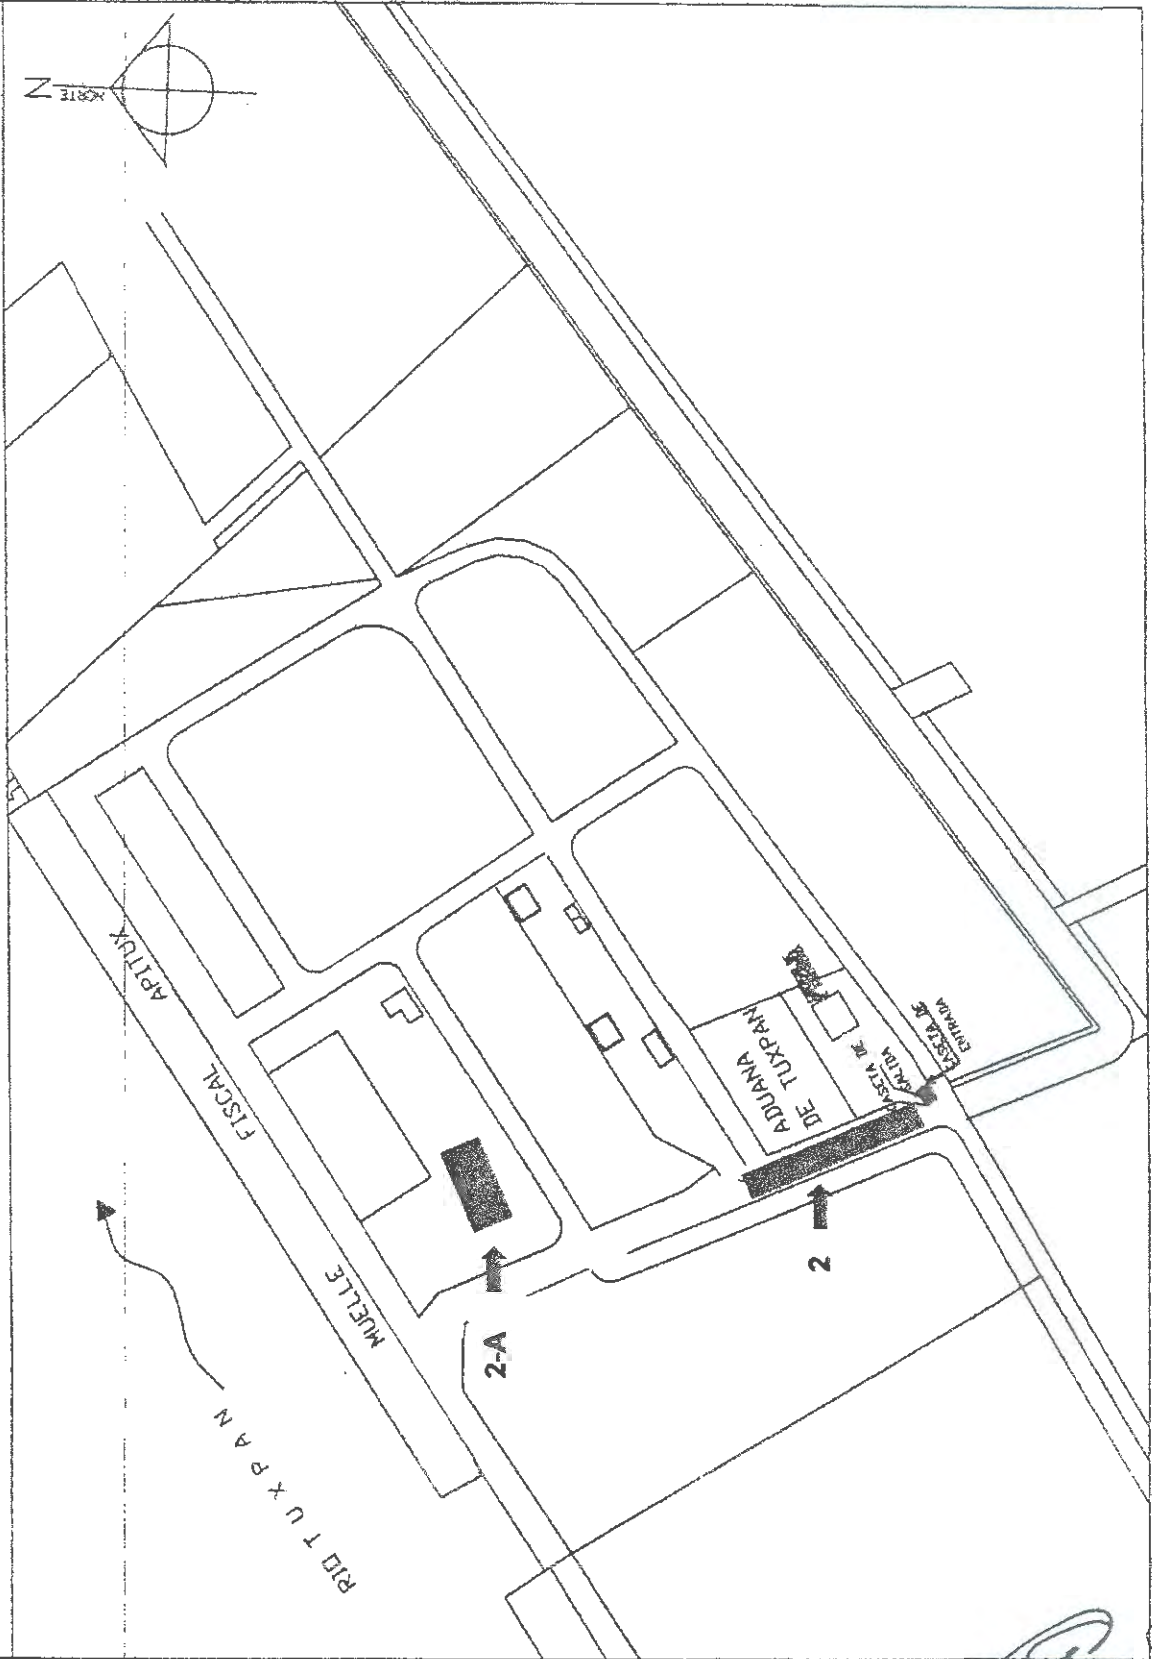 N
NORTE
RIO TUXPAN
MUELLE
FISCAL
APITUX
2-A
2
ADUANA
DE TUXPAN
CASETA DE
SALIDA
CASETA DE
ENTRADA